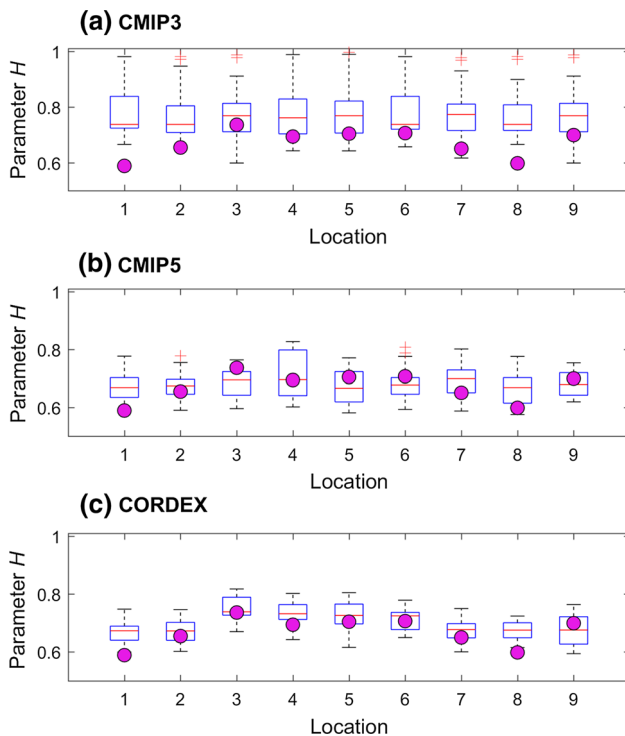 (a) CMIP3
Parameter H
1
0.8
0.6
1 2 3 4 5 6 7 8 9
Location
(b) CMIP5
Parameter H
1
0.8
0.6
1 2 3 4 5 6 7 8 9
Location
(c) CORDEX
Parameter H
1
0.8
0.6
1 2 3 4 5 6 7 8 9
Location